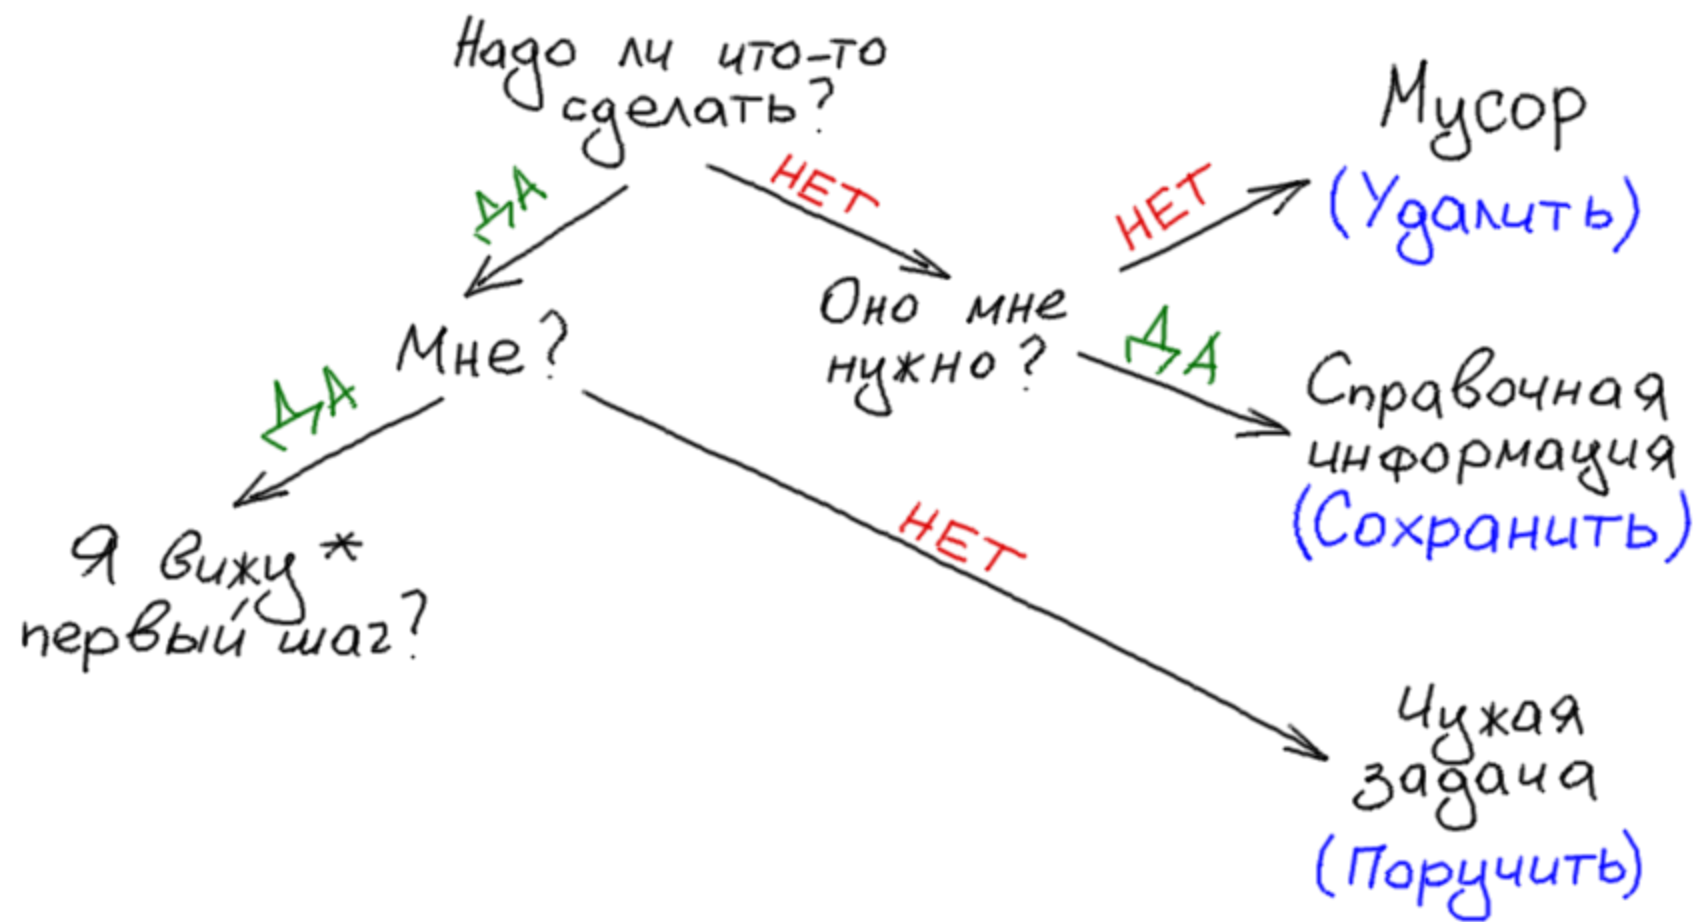 Надо ли что-то
сделать?
ДА
НЕТ
Мне?
Оно мне
нужно?
НЕТ
Мусор
(Удалить)
ДА
Справочная
информация
(Сохранить)
ДА
Я вижу*
первый шаг?
НЕТ
Чужая
задача
(Поручить)